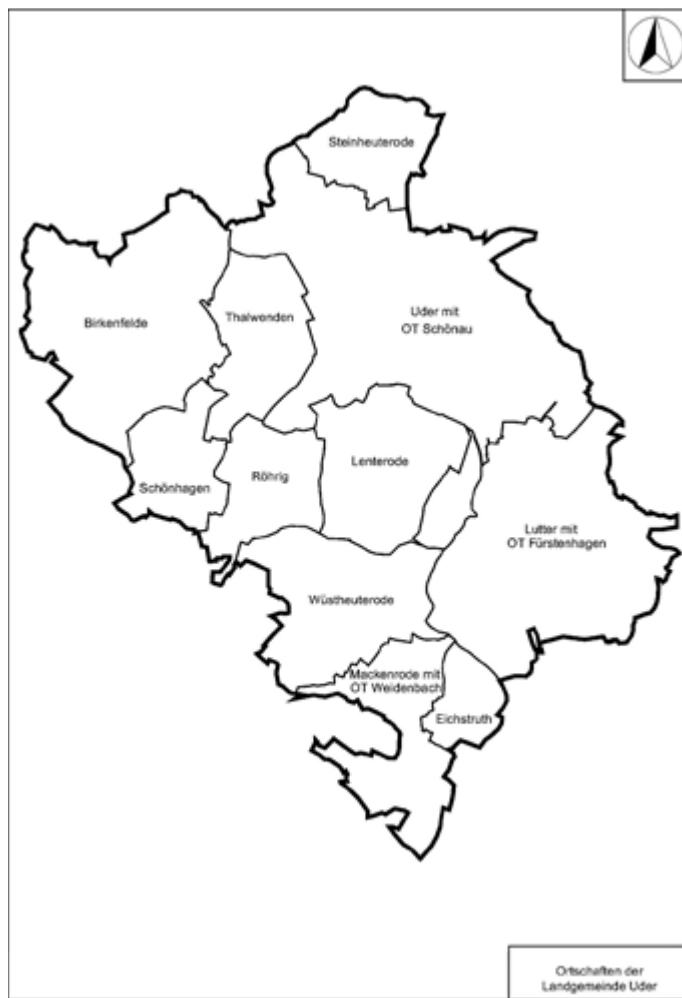 Steinheuterode
Birkenfelde
Thalwenden
Uder mit
OT Schönau
Schönhagen
Röhrig
Lenterode
Lutter mit
OT Fürstenhagen
Wüstheuterode
Mackenrode mit
OT Weidenbach
Eichstruth
Ortschaften der
Landgemeinde Uder